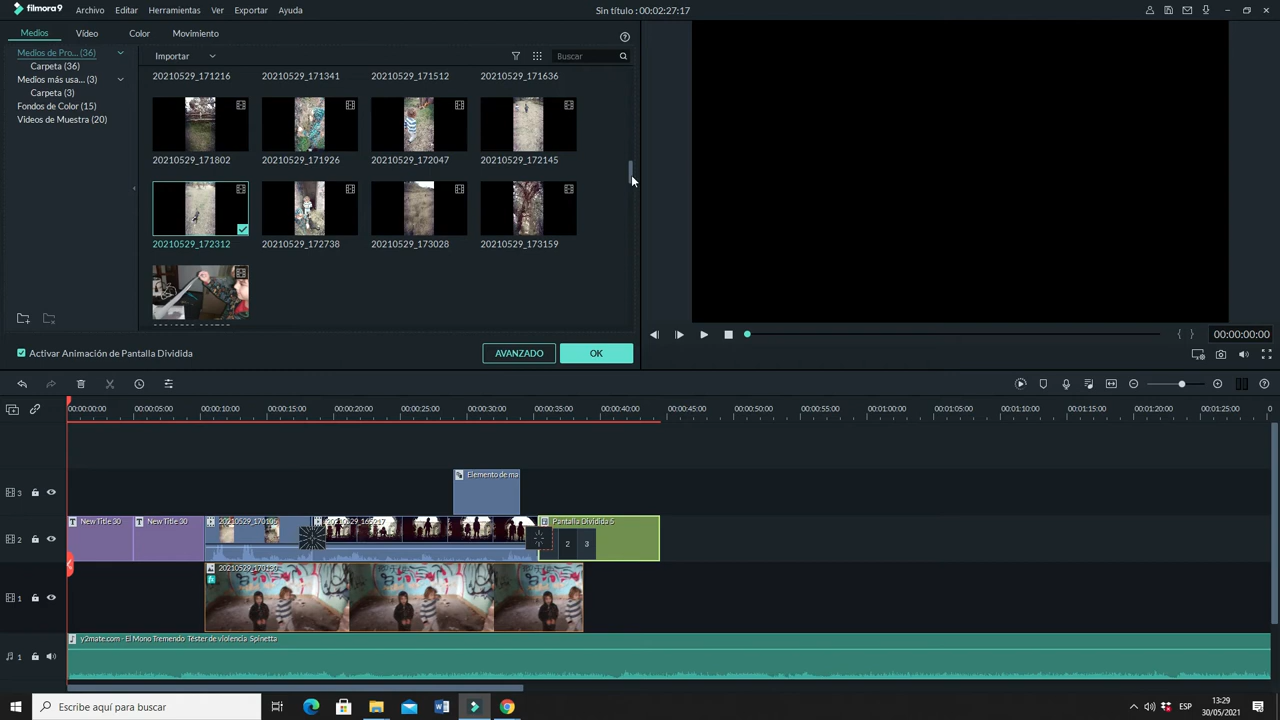 filmora9 Archivo Editar Herramientas Ver Exportar Ayuda Sin título : 00:02:27:17
Medios Vídeo Color Movimiento
Medios de Pro... (36)
Carpeta (36)
Medios más usa... (3)
Carpeta (3)
Fondos de Color (15)
Videos de Muestra (20)
Importar Buscar
20210529_171216 20210529_171341 20210529_171512 20210529_171636
20210529_171802 20210529_171926 20210529_172047 20210529_172145
20210529_172312 20210529_172738 20210529_173028 20210529_173159
Activar Animación de Pantalla Dividida AVANZADO OK
00:00:00:00
00:00:00:00 00:00:05:00 00:00:10:00 00:00:15:00 00:00:20:00 00:00:25:00 00:00:30:00 00:00:35:00 00:00:40:00 00:00:45:00 00:00:50:00 00:00:55:00 00:01:00:00 00:01:05:00 00:01:10:00 00:01:15:00 00:01:20:00 00:01:25:00 0
3 Elemento de ma
2 New Title 30 New Title 30 Pantalla Dividida 5
2 3
1
1 y2mate.com - El Mono Tremendo Téster de violencia Spinetta
Escribe aquí para buscar
ESP
13:29
30/05/2021